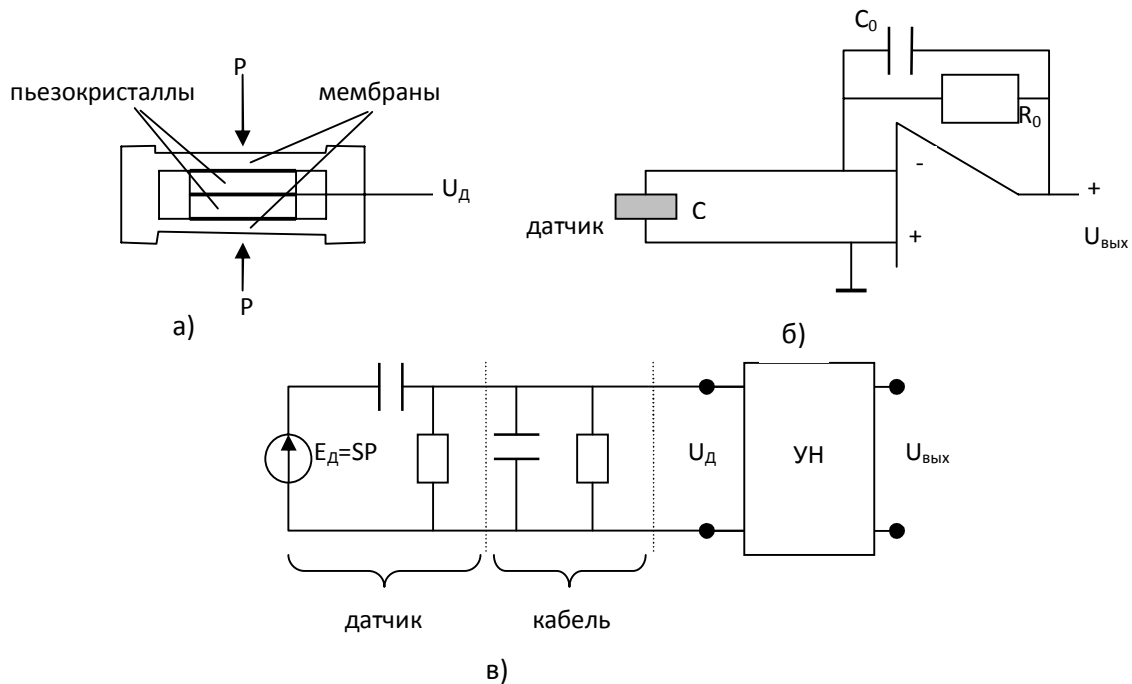 C₀
P
пьезокристаллы
мембраны
R₀
-
U_Д
C
+
датчик
+
U_вых
P
а)
б)
E_Д=SP
U_Д
УН
U_вых
датчик
кабель
в)